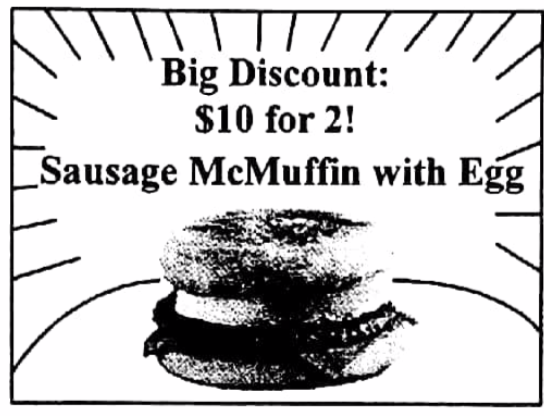 Big Discount:
$10 for 2!
Sausage McMuffin with Egg